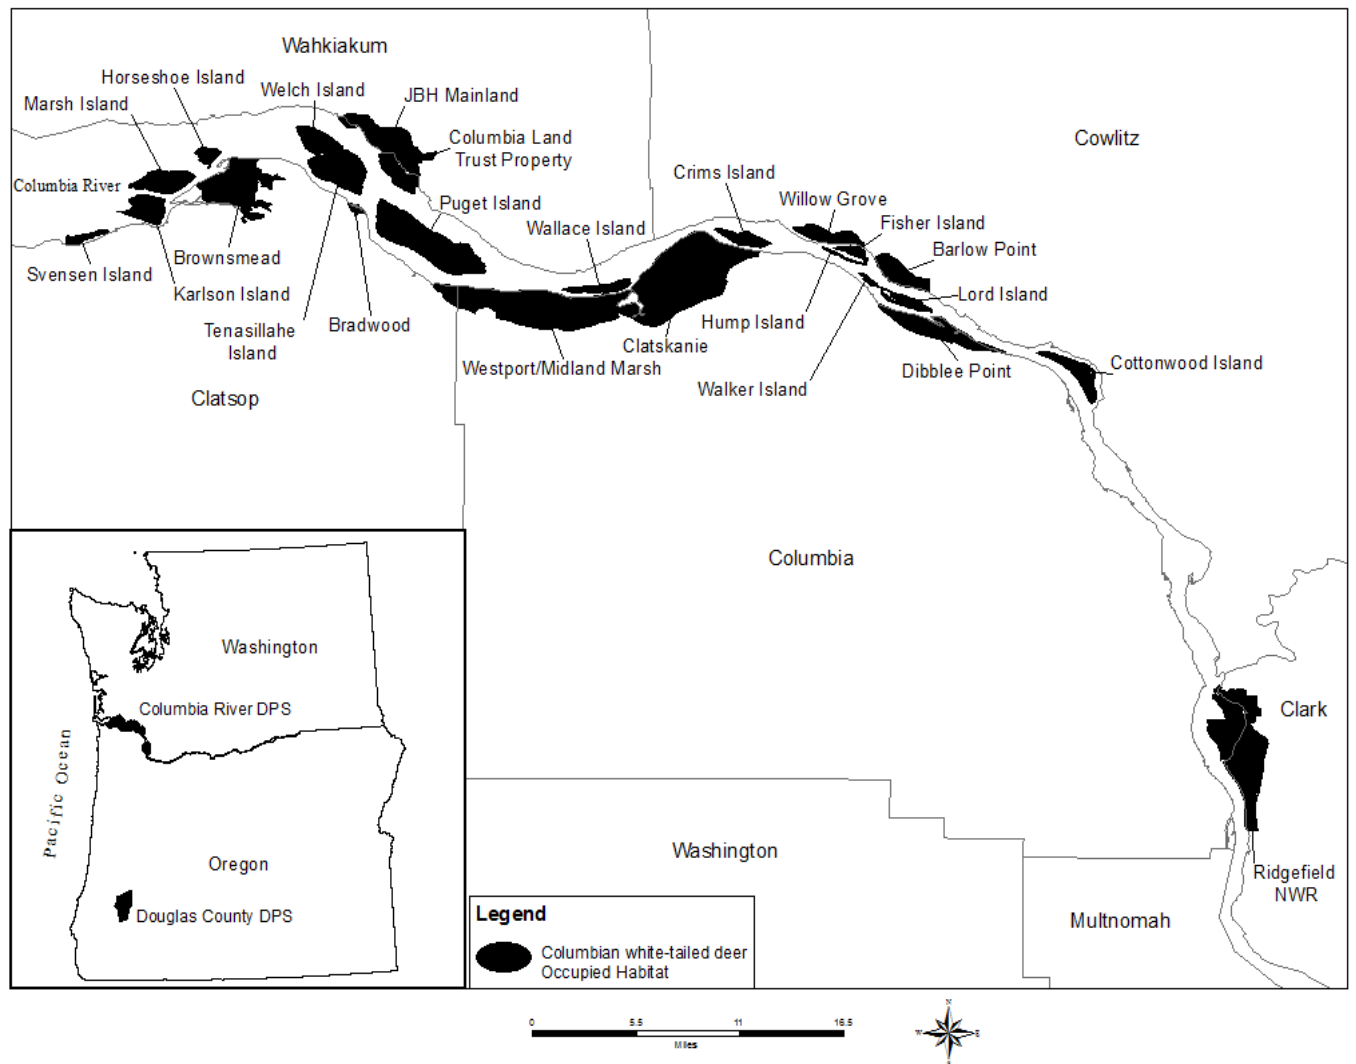 Wahkiakum
Horseshoe Island
Welch Island
JBH Mainland
Marsh Island
Columbia Land
Trust Property
Cowlitz
Columbia River
Crims Island
Willow Grove
Puget Island
Fisher Island
Wallace Island
Barlow Point
Brownsmead
Svensen Island
Karlson Island
Lord Island
Tenasillahe
Island
Bradwood
Hump Island
Clatskanie
Westport/Midland Marsh
Dibblee Point
Cottonwood Island
Walker Island
Clatsop
Columbia
Washington
Columbia River DPS
Clark
Pacific Ocean
Oregon
Washington
Ridgefield
NWR
Douglas County DPS
Multnomah
Legend
Columbian white-tailed deer
Occupied Habitat
0 5.5 11 16.5
Miles
N
W E